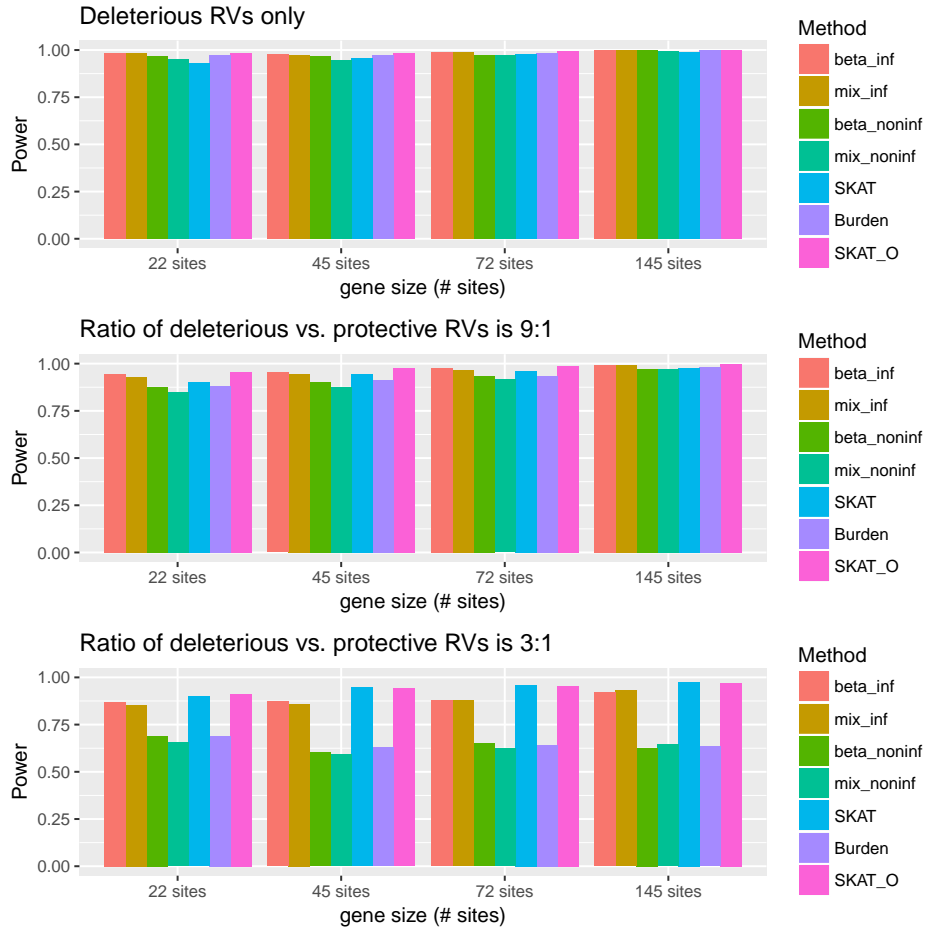 Deleterious RVs only
Power
1.00
0.75
0.50
0.25
0.00
22 sites
45 sites
72 sites
145 sites
gene size (# sites)
Method
beta_inf
mix_inf
beta_noninf
mix_noninf
SKAT
Burden
SKAT_O
Ratio of deleterious vs. protective RVs is 9:1
Power
1.00
0.75
0.50
0.25
0.00
22 sites
45 sites
72 sites
145 sites
gene size (# sites)
Method
beta_inf
mix_inf
beta_noninf
mix_noninf
SKAT
Burden
SKAT_O
Ratio of deleterious vs. protective RVs is 3:1
Power
1.00
0.75
0.50
0.25
0.00
22 sites
45 sites
72 sites
145 sites
gene size (# sites)
Method
beta_inf
mix_inf
beta_noninf
mix_noninf
SKAT
Burden
SKAT_O